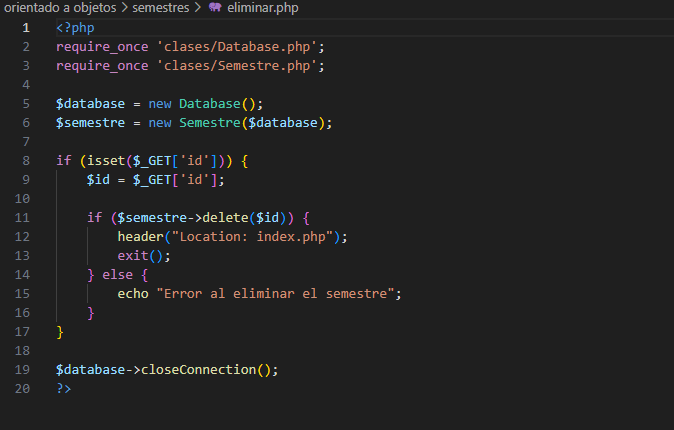 orientado a objetos > semestres > eliminar.php
1 <?php
2 require_once 'clases/Database.php';
3 require_once 'clases/Semestre.php';
4
5 $database = new Database();
6 $semestre = new Semestre($database);
7
8 if (isset($_GET['id'])) {
9     $id = $_GET['id'];
10
11     if ($semestre->delete($id)) {
12         header("Location: index.php");
13         exit();
14     } else {
15         echo "Error al eliminar el semestre";
16     }
17 }
18
19 $database->closeConnection();
20 ?>